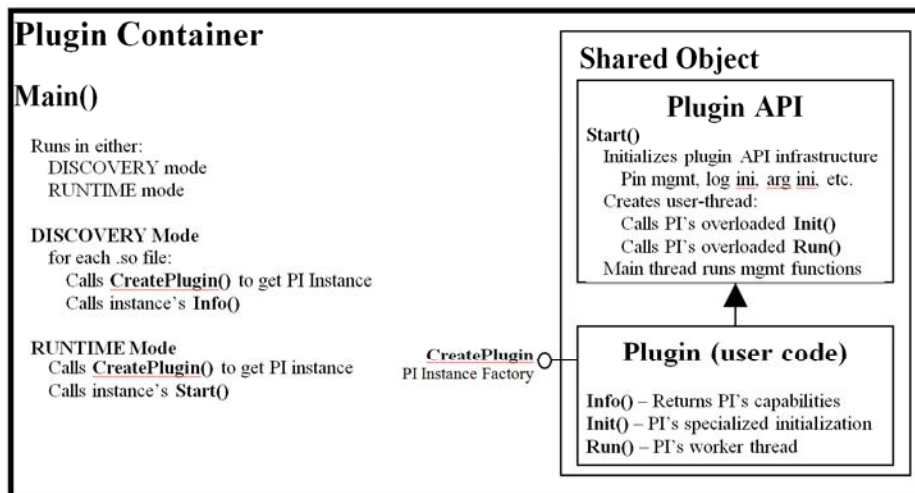 Plugin Container
Main()
Runs in either:
DISCOVERY mode
RUNTIME mode
DISCOVERY Mode
for each .so file:
Calls CreatePlugin() to get PI Instance
Calls instance's Info()
RUNTIME Mode
Calls CreatePlugin() to get PI instance
Calls instance's Start()
Shared Object
Plugin API
Start()
Initializes plugin API infrastructure
Pin mgmt, log ini, arg ini, etc.
Creates user-thread:
Calls PI's overloaded Init()
Calls PI's overloaded Run()
Main thread runs mgmt functions
CreatePlugin
PI Instance Factory
Plugin (user code)
Info() – Returns PI's capabilities
Init() – PI's specialized initialization
Run() – PI's worker thread